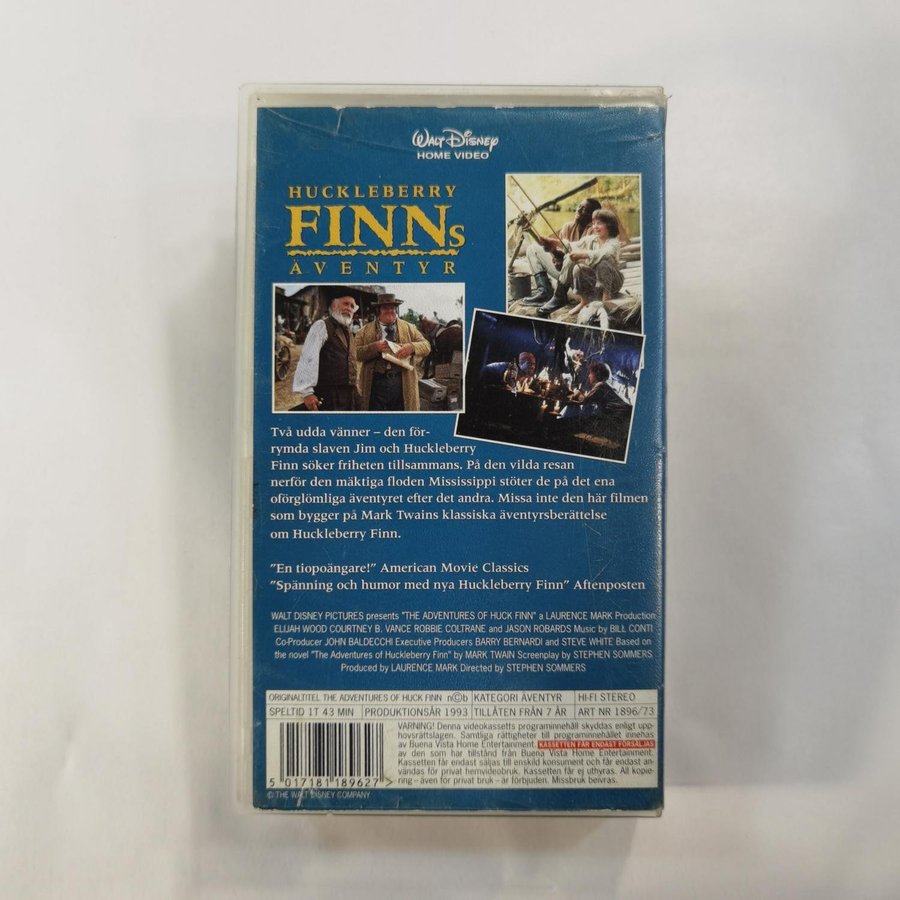 WALT DISNEY
HOME VIDEO
HUCKLEBERRY
FINNs
ÄVENTYR
Två udda vänner – den för-
rymda slaven Jim och Huckleberry
Finn söker friheten tillsammans. På den vilda resan
nerför den mäktiga floden Mississippi stöter de på det ena
oförglömliga äventyret efter det andra. Missa inte den här filmen
som bygger på Mark Twains klassiska äventyrsberättelse
om Huckleberry Finn.
"En tiopoängare!" American Movie Classics
"Spänning och humor med nya Huckleberry Finn" Aftenposten
WALT DISNEY PICTURES presents "THE ADVENTURES OF HUCK FINN" a LAURENCE MARK Production
ELIJAH WOOD COURTNEY B. VANCE ROBBIE COLTRANE and JASON ROBARDS Music by BILL CONTI
Co-Producer JOHN BALDECCHI Executive Producers BARRY BERNARDI and STEVE WHITE Based on
the novel "The Adventures of Huckleberry Finn" by MARK TWAIN Screenplay by STEPHEN SOMMERS
Produced by LAURENCE MARK Directed by STEPHEN SOMMERS
ORIGINALTITEL THE ADVENTURES OF HUCK FINN n©b KATEGORI ÄVENTYR HI-FI STEREO
SPELTID 1T 43 MIN PRODUKTIONSÅR 1993 TILLÅTEN FRÅN 7 ÅR ART NR 1896/73
VARNING! Denna videokassetts programinnehåll skyddas enligt upp-
hovsrättslagen. Samtliga rättigheter till programinnehållet innehas
av Buena Vista Home Entertainment. KASSETTEN FÅR ENDAST FÖRSÄLJAS
av den som har tillstånd från Buena Vista Home Entertainment.
Kassetten får endast säljas till enskild konsument och får endast an-
vändas för privat hemvideobruk. Kassetten får ej uthyras. All kopie-
ring – även för privat bruk – är förbjuden. Missbruk beivras.
5 017181 189627 >
© THE WALT DISNEY COMPANY